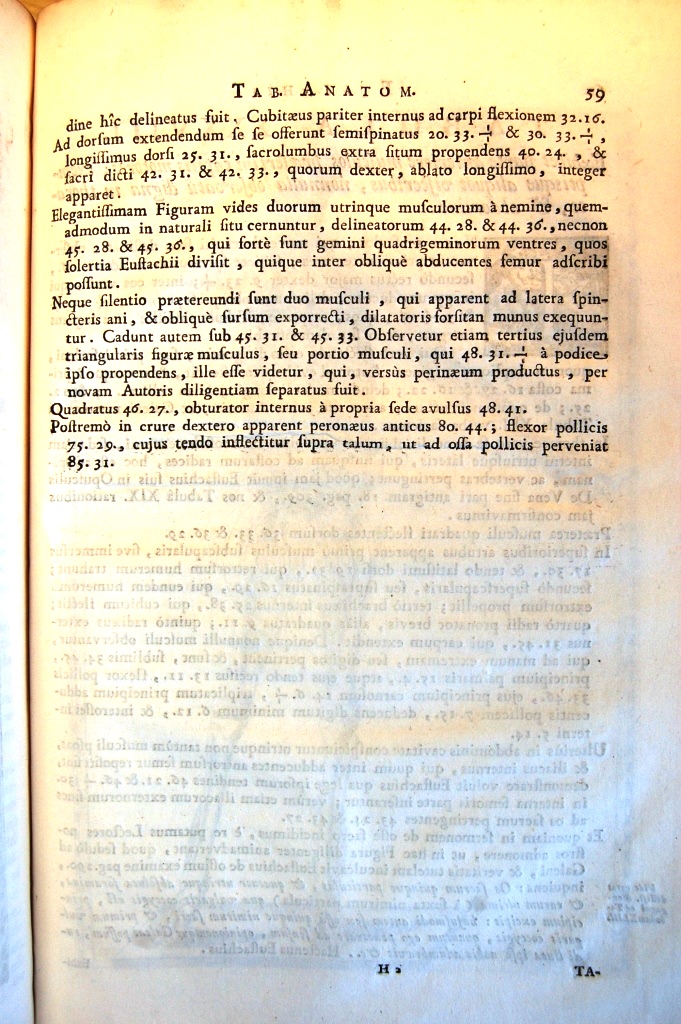 TAB. ANATOM. 59
dine hîc delineatus fuit. Cubitæus pariter internus ad carpi flexionem 32.16.
Ad dorsum extendendum se se offerunt semispinatus 20. 33. ½ & 30. 33. ½,
longissimus dorsi 25. 31., sacrolumbus extra situm propendens 40. 24., &
sacri dicti 42. 31. & 42. 33., quorum dexter, ablato longissimo, integer
apparet.
Elegantissimam Figuram vides duorum utrinque musculorum à nemine, quem-
admodum in naturali situ cernuntur, delineatorum 44. 28. & 44. 36., necnon
45. 28. & 45. 36., qui fortè sunt gemini quadrigeminorum ventres, quos
solertia Eustachii divisit, quique inter obliquè abducentes femur adscribi
possunt.
Neque silentio prætereundi sunt duo musculi, qui apparent ad latera spin-
cteris ani, & obliquè sursum exporrecti, dilatatoris forsitan munus exequun-
tur. Cadunt autem sub 45. 31. & 45. 33. Observetur etiam tertius ejusdem
triangularis figuræ musculus, seu portio musculi, qui 48. 31. ½ à podice
ipso propendens, ille esse videtur, qui, versùs perinæum productus, per
novam Autoris diligentiam separatus fuit.
Quadratus 46. 27., obturator internus à propria sede avulsus 48. 41.
Postremò in crure dextero apparent peronæus anticus 80. 44.; flexor pollicis
75. 29., cujus tendo inflectitur supra talum, ut ad ossa pollicis perveniat
85. 31.
H 2 TA-